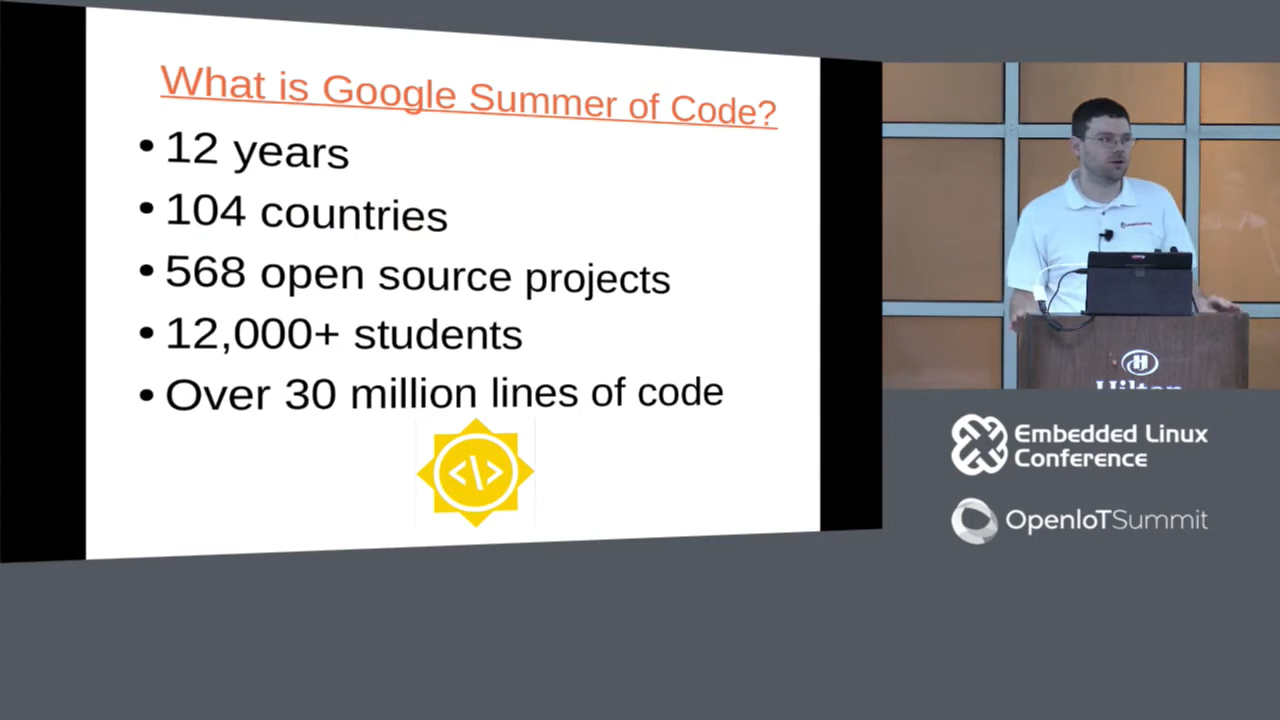 What is Google Summer of Code?
• 12 years
• 104 countries
• 568 open source projects
• 12,000+ students
• Over 30 million lines of code
</>
Hilton
Embedded Linux
Conference
OpenIoTSummit